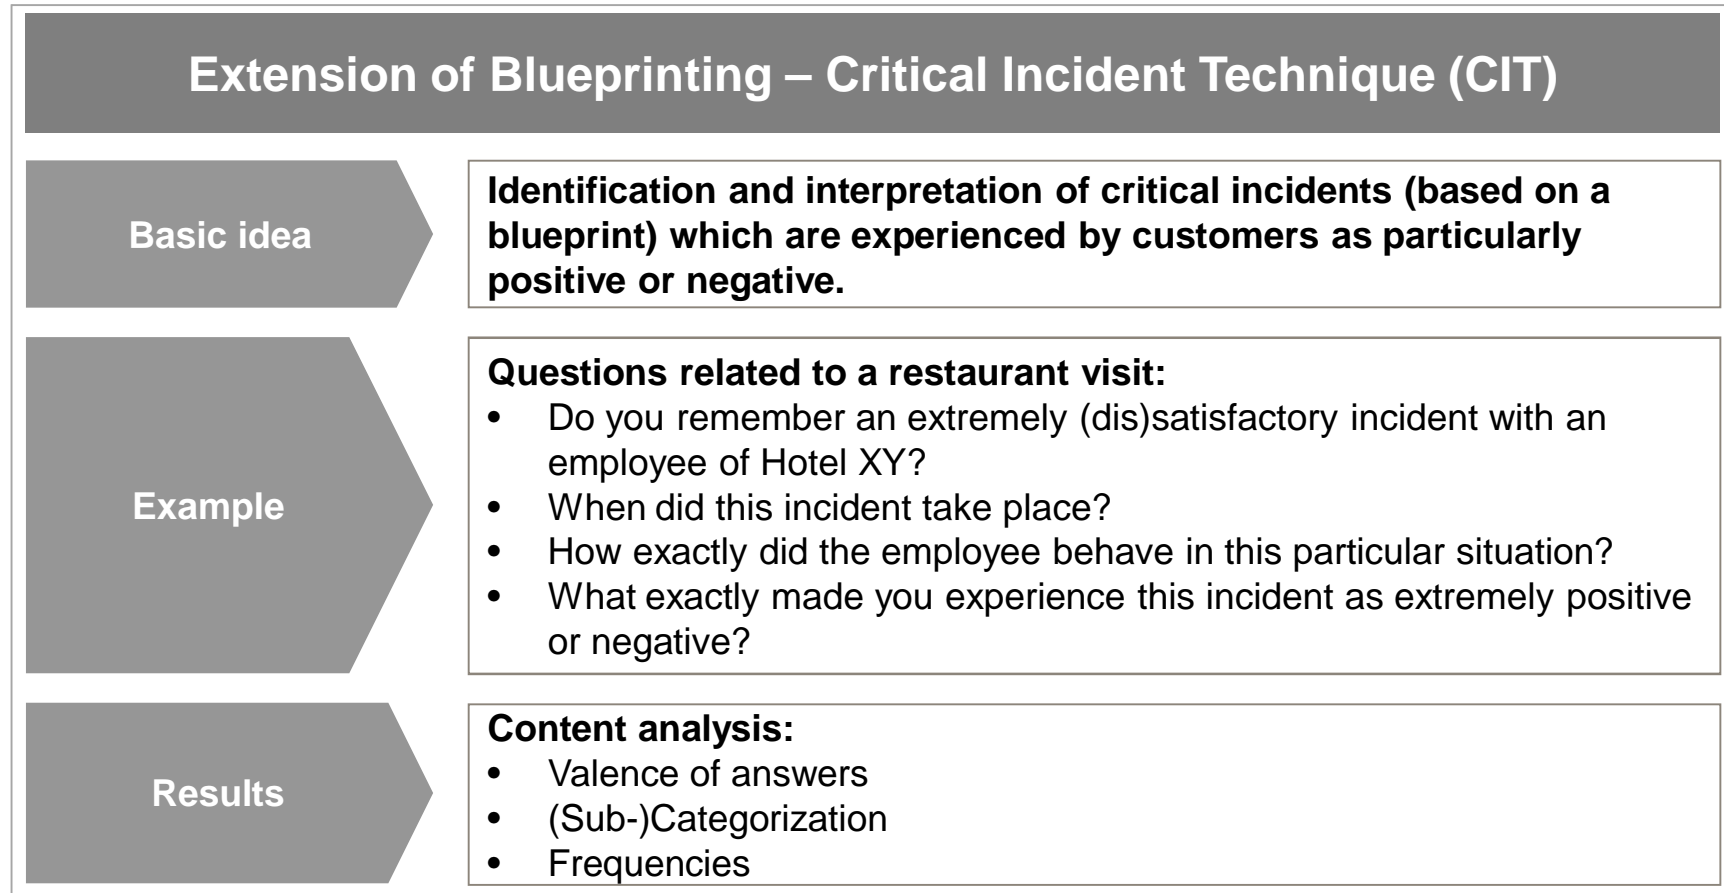 Extension of Blueprinting – Critical Incident Technique (CIT)
Basic idea
Identification and interpretation of critical incidents (based on a
blueprint) which are experienced by customers as particularly
positive or negative.
Example
Questions related to a restaurant visit:
• Do you remember an extremely (dis)satisfactory incident with an
employee of Hotel XY?
• When did this incident take place?
• How exactly did the employee behave in this particular situation?
• What exactly made you experience this incident as extremely positive
or negative?
Results
Content analysis:
• Valence of answers
• (Sub-)Categorization
• Frequencies